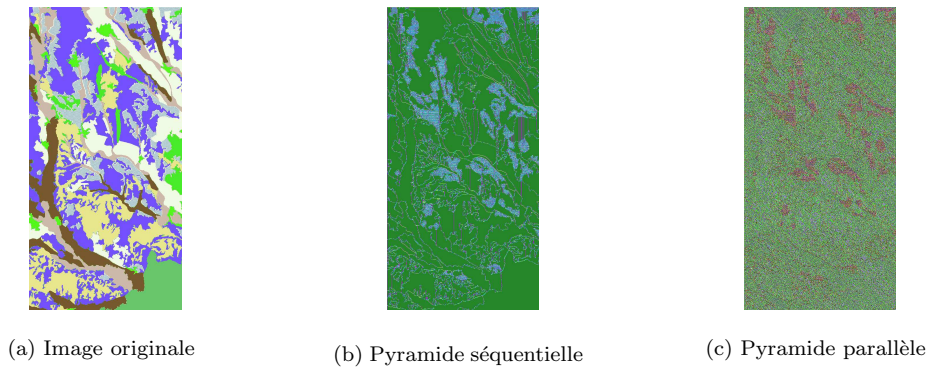 (a) Image originale
(b) Pyramide séquentielle
(c) Pyramide parallèle